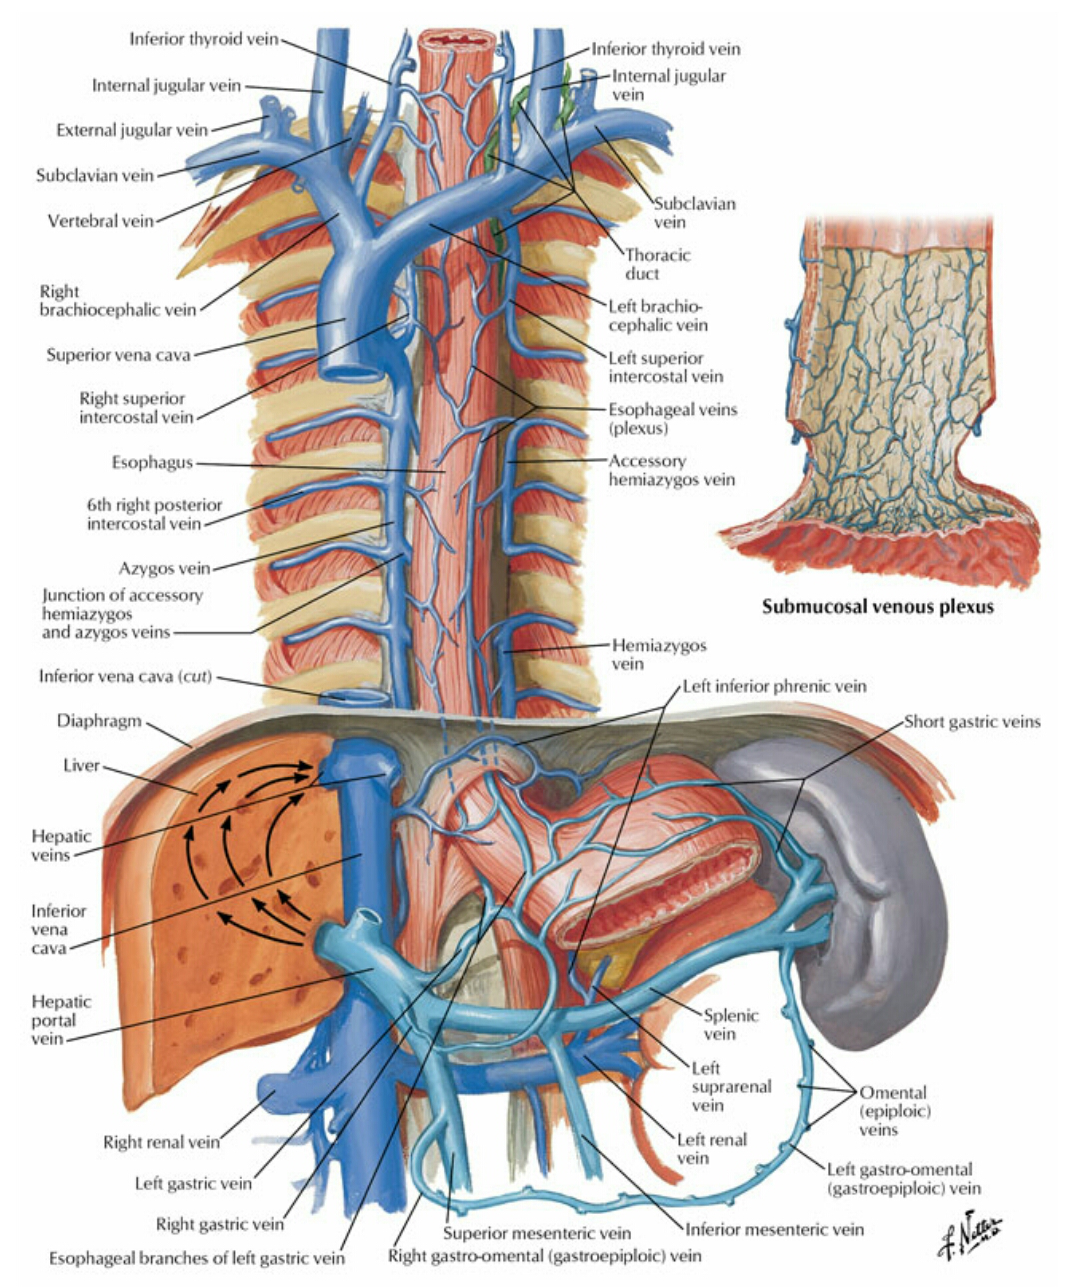 Inferior thyroid vein
Internal jugular vein
External jugular vein
Subclavian vein
Vertebral vein
Right
brachiocephalic vein
Superior vena cava
Right superior
intercostal vein
Esophagus
6th right posterior
intercostal vein
Azygos vein
Junction of accessory
hemiazygos
and azygos veins
Inferior vena cava (cut)
Diaphragm
Liver
Hepatic
veins
Inferior
vena
cava
Hepatic
portal
vein
Right renal vein
Left gastric vein
Right gastric vein
Esophageal branches of left gastric vein
Inferior thyroid vein
Internal jugular
vein
Subclavian
vein
Thoracic
duct
Left brachio-
cephalic vein
Left superior
intercostal vein
Esophageal veins
(plexus)
Accessory
hemiazygos vein
Hemiazygos
vein
Left inferior phrenic vein
Short gastric veins
Submucosal venous plexus
Splenic
vein
Left
suprarenal
vein
Omental
(epiploic)
veins
Left renal
vein
Left gastro-omental
(gastroepiploic) vein
Inferior mesenteric vein
Superior mesenteric vein
Right gastro-omental (gastroepiploic) vein
F. Netter
M.D.